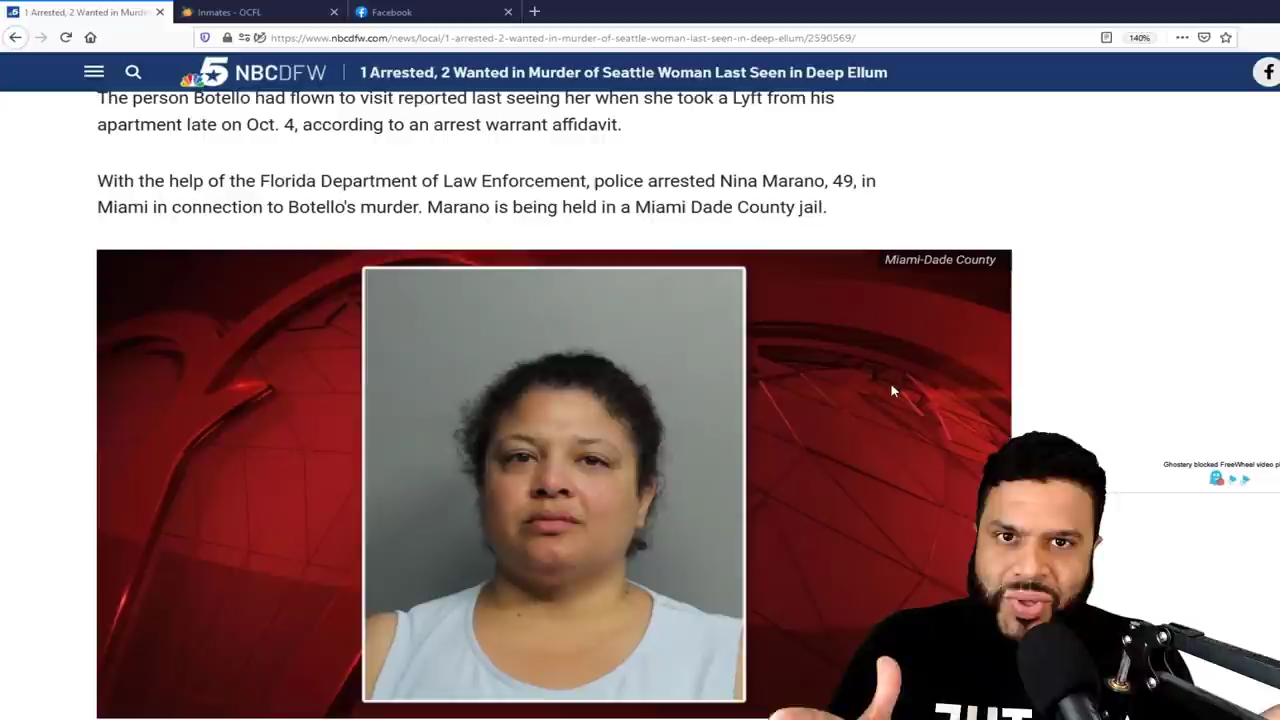 1 Arrested, 2 Wanted in Murde
Inmates - OCFL
Facebook
https://www.nbcdfw.com/news/local/1-arrested-2-wanted-in-murder-of-seattle-woman-last-seen-in-deep-ellum/2590569/
140%
5 NBCDFW
1 Arrested, 2 Wanted in Murder of Seattle Woman Last Seen in Deep Ellum
f
The person Botello had flown to visit reported last seeing her when she took a Lyft from his
apartment late on Oct. 4, according to an arrest warrant affidavit.
With the help of the Florida Department of Law Enforcement, police arrested Nina Marano, 49, in
Miami in connection to Botello's murder. Marano is being held in a Miami Dade County jail.
Miami-Dade County
Ghostery blocked FreeWheel video pl